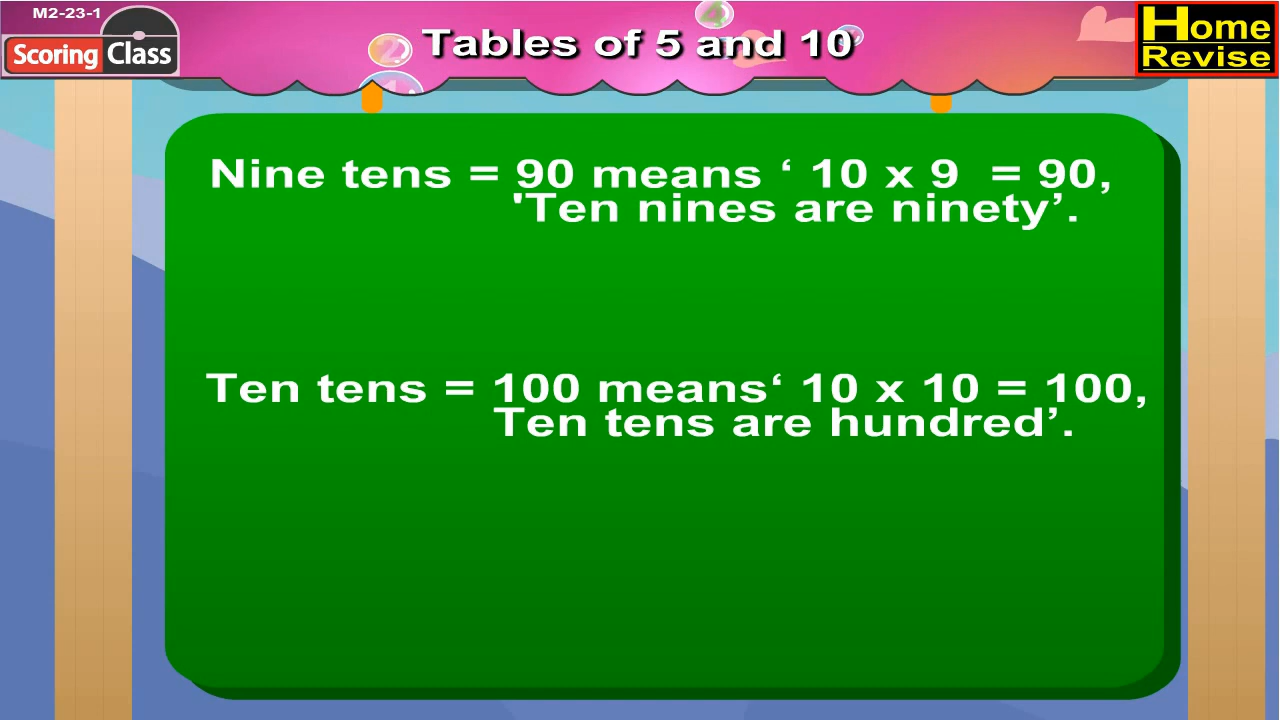 M2-23-1
Scoring Class
Tables of 5 and 10
Home
Revise
Nine tens = 90 means ‘ 10 x 9 = 90,
'Ten nines are ninety’.
Ten tens = 100 means‘ 10 x 10 = 100,
Ten tens are hundred’.